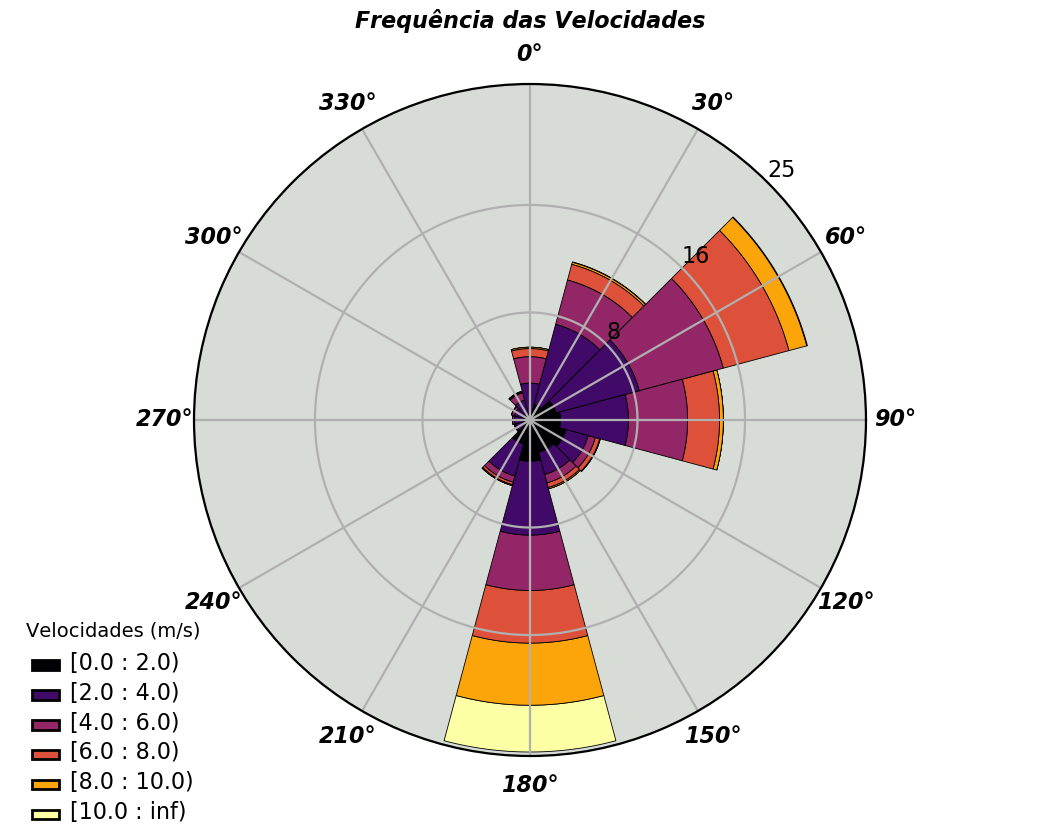 Frequência das Velocidades
0°
330°
30°
25
300°
60°
16
8
270°
90°
240°
120°
210°
150°
180°
Velocidades (m/s)
[0.0 : 2.0)
[2.0 : 4.0)
[4.0 : 6.0)
[6.0 : 8.0)
[8.0 : 10.0)
[10.0 : inf)